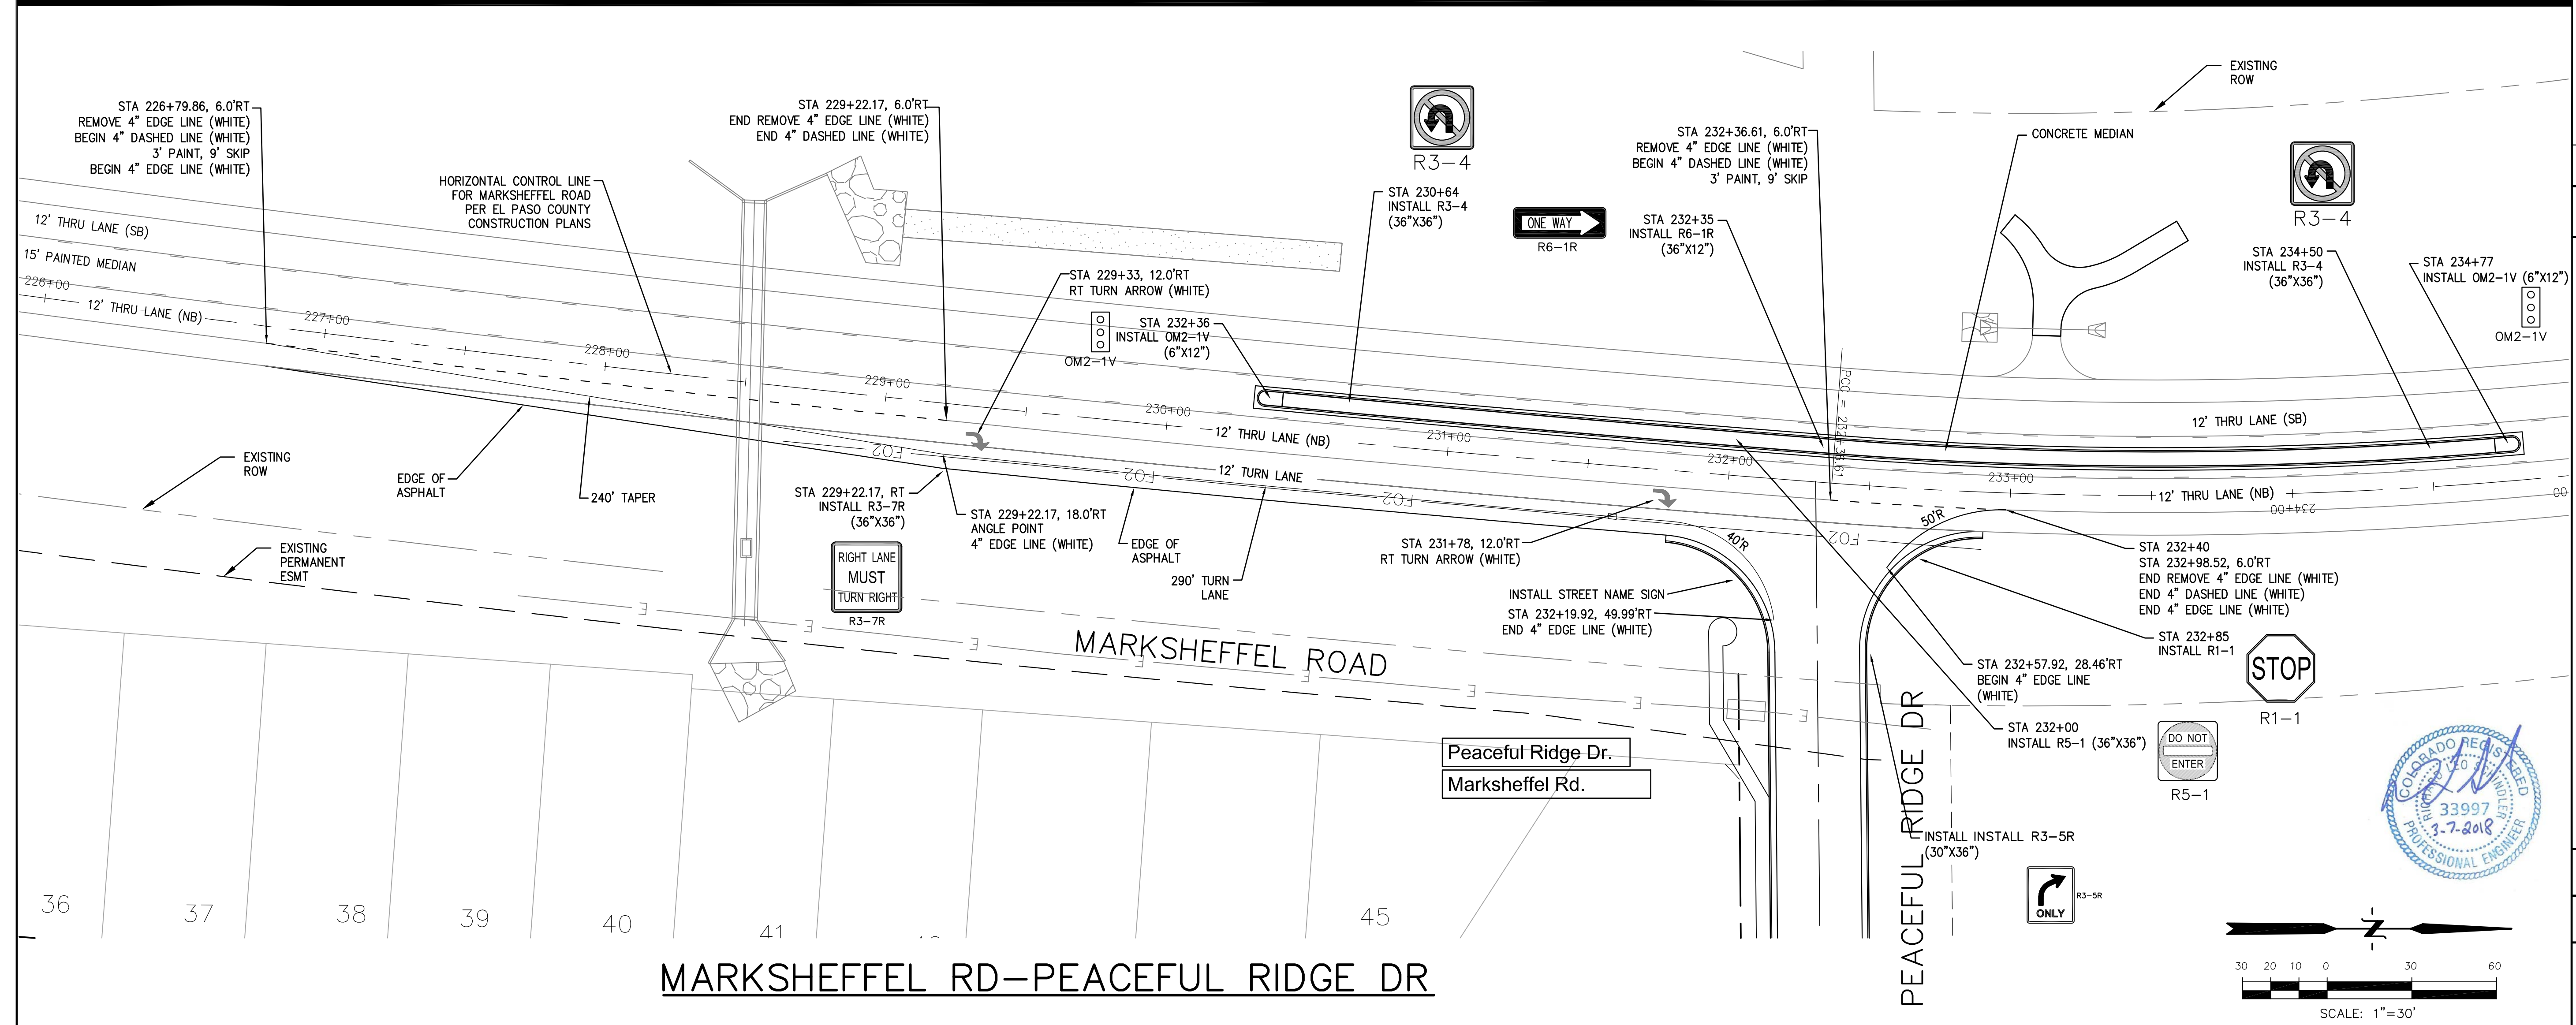 STA 226+79.86, 6.0'RT
REMOVE 4" EDGE LINE (WHITE)
BEGIN 4" DASHED LINE (WHITE)
3' PAINT, 9' SKIP
BEGIN 4" EDGE LINE (WHITE)
HORIZONTAL CONTROL LINE
FOR MARKSHEFFEL ROAD
PER EL PASO COUNTY
CONSTRUCTION PLANS
STA 229+22.17, 6.0'RT
END REMOVE 4" EDGE LINE (WHITE)
END 4" DASHED LINE (WHITE)
R3-4
STA 230+64
INSTALL R3-4
(36"X36")
ONE WAY
R6-1R
STA 232+36.61, 6.0'RT
REMOVE 4" EDGE LINE (WHITE)
BEGIN 4" DASHED LINE (WHITE)
3' PAINT, 9' SKIP
STA 232+35
INSTALL R6-1R
(36"X12")
EXISTING
ROW
CONCRETE MEDIAN
R3-4
STA 234+50
INSTALL R3-4
(36"X36")
STA 234+77
INSTALL OM2-1V (6"X12")
OM2-1V
12' THRU LANE (SB)
15' PAINTED MEDIAN
226+00
12' THRU LANE (NB)
227+00
228+00
229+00
230+00
231+00
232+00
233+00
234+00
00
STA 229+33, 12.0'RT
RT TURN ARROW (WHITE)
OM2-1V
STA 232+36
INSTALL OM2-1V
(6"X12")
PCC = 232+36.61
12' THRU LANE (NB)
12' TURN LANE
12' THRU LANE (SB)
12' THRU LANE (NB)
FO2
FO2
FO2
FO2
EXISTING
ROW
EDGE OF
ASPHALT
240' TAPER
STA 229+22.17, RT
INSTALL R3-7R
(36"X36")
STA 229+22.17, 18.0'RT
ANGLE POINT
4" EDGE LINE (WHITE)
EDGE OF
ASPHALT
290' TURN
LANE
STA 231+78, 12.0'RT
RT TURN ARROW (WHITE)
40'R
50'R
EXISTING
PERMANENT
ESMT
RIGHT LANE
MUST
TURN RIGHT
R3-7R
INSTALL STREET NAME SIGN
STA 232+19.92, 49.99'RT
END 4" EDGE LINE (WHITE)
STA 232+40
STA 232+98.52, 6.0'RT
END REMOVE 4" EDGE LINE (WHITE)
END 4" DASHED LINE (WHITE)
END 4" EDGE LINE (WHITE)
STA 232+85
INSTALL R1-1
STOP
R1-1
STA 232+57.92, 28.46'RT
BEGIN 4" EDGE LINE
(WHITE)
STA 232+00
INSTALL R5-1 (36"X36")
DO NOT
ENTER
R5-1
E
E
E
E
E
E
E
E
MARKSHEFFEL ROAD
Peaceful Ridge Dr.
Marksheffel Rd.
PEACEFUL RIDGE DR
INSTALL INSTALL R3-5R
(30"X36")
ONLY
R3-5R
COLORADO REGISTERED
PROFESSIONAL ENGINEER
33997
3-7-2018
36
37
38
39
40
41
45
N
MARKSHEFFEL RD-PEACEFUL RIDGE DR
30 20 10 0 30 60
SCALE: 1"=30'